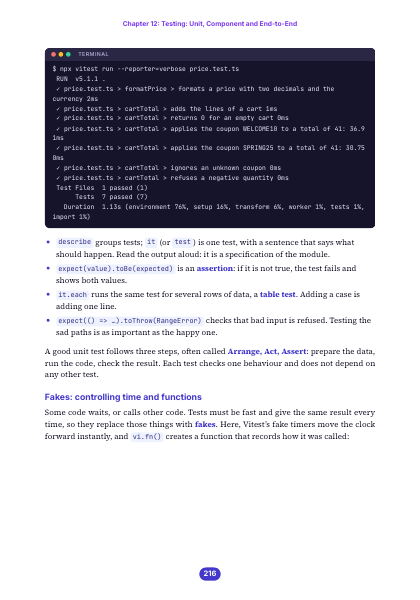 Chapter 12: Testing: Unit, Component and End-to-End
TERMINAL
$ npx vitest run --reporter=verbose price.test.ts
RUN v5.1.1 .
✓ price.test.ts > formatPrice > formats a price with two decimals and the
currency 2ms
✓ price.test.ts > cartTotal > adds the lines of a cart 1ms
✓ price.test.ts > cartTotal > returns 0 for an empty cart 0ms
✓ price.test.ts > cartTotal > applies the coupon WELCOME10 to a total of 41: 36.9
1ms
✓ price.test.ts > cartTotal > applies the coupon SPRING25 to a total of 41: 30.75
0ms
✓ price.test.ts > cartTotal > ignores an unknown coupon 0ms
✓ price.test.ts > cartTotal > refuses a negative quantity 0ms
Test Files 1 passed (1)
Tests 7 passed (7)
Duration 1.13s (environment 76%, setup 16%, transform 6%, worker 1%, tests 1%,
import 1%)
• describe groups tests; it (or test) is one test, with a sentence that says what
should happen. Read the output aloud: it is a specification of the module.
• expect(value).toBe(expected) is an assertion: if it is not true, the test fails and
shows both values.
• it.each runs the same test for several rows of data, a table test. Adding a case is
adding one line.
• expect(() => …).toThrow(RangeError) checks that bad input is refused. Testing the
sad paths is as important as the happy one.
A good unit test follows three steps, often called Arrange, Act, Assert: prepare the data,
run the code, check the result. Each test checks one behaviour and does not depend on
any other test.
Fakes: controlling time and functions
Some code waits, or calls other code. Tests must be fast and give the same result every
time, so they replace those things with fakes. Here, Vitest's fake timers move the clock
forward instantly, and vi.fn() creates a function that records how it was called:
216